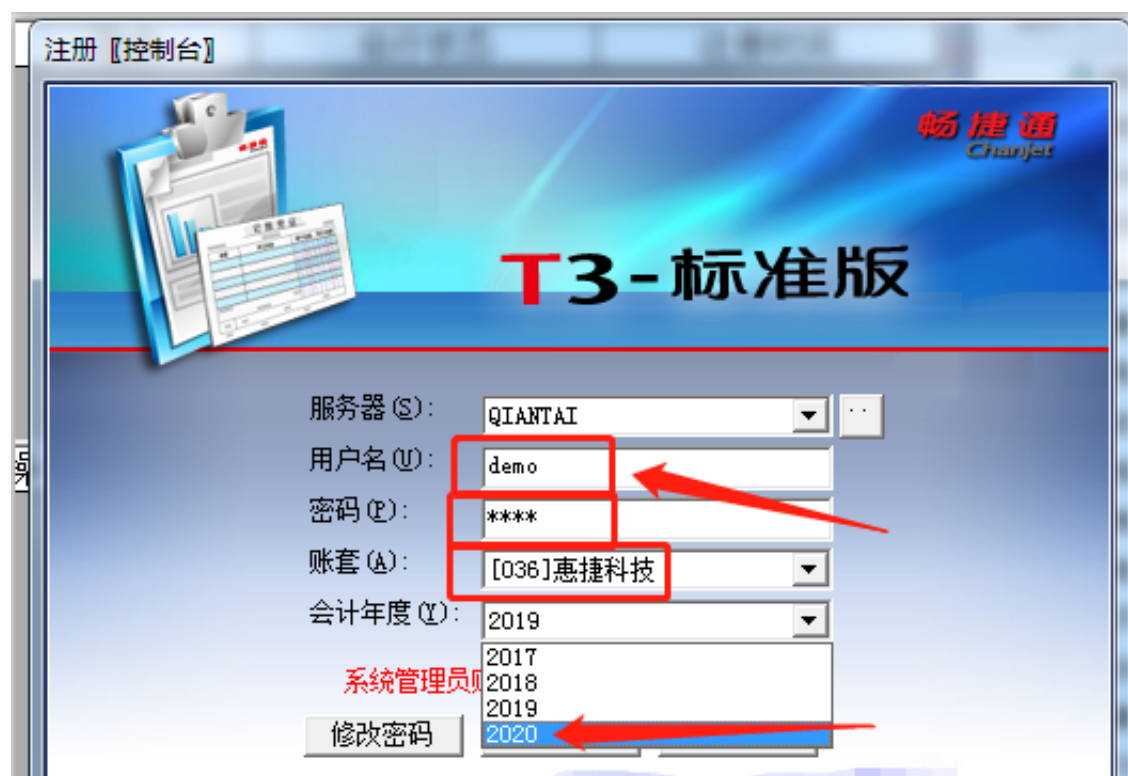 注册〖控制台〗
畅捷通
Chanjet
T3-标准版
服务器(S):
QIANTAI
..
用户名(U):
demo
密码(P):
****
账套(A):
[036]惠捷科技
会计年度(Y):
2019
2017
2018
2019
2020
系统管理员
修改密码